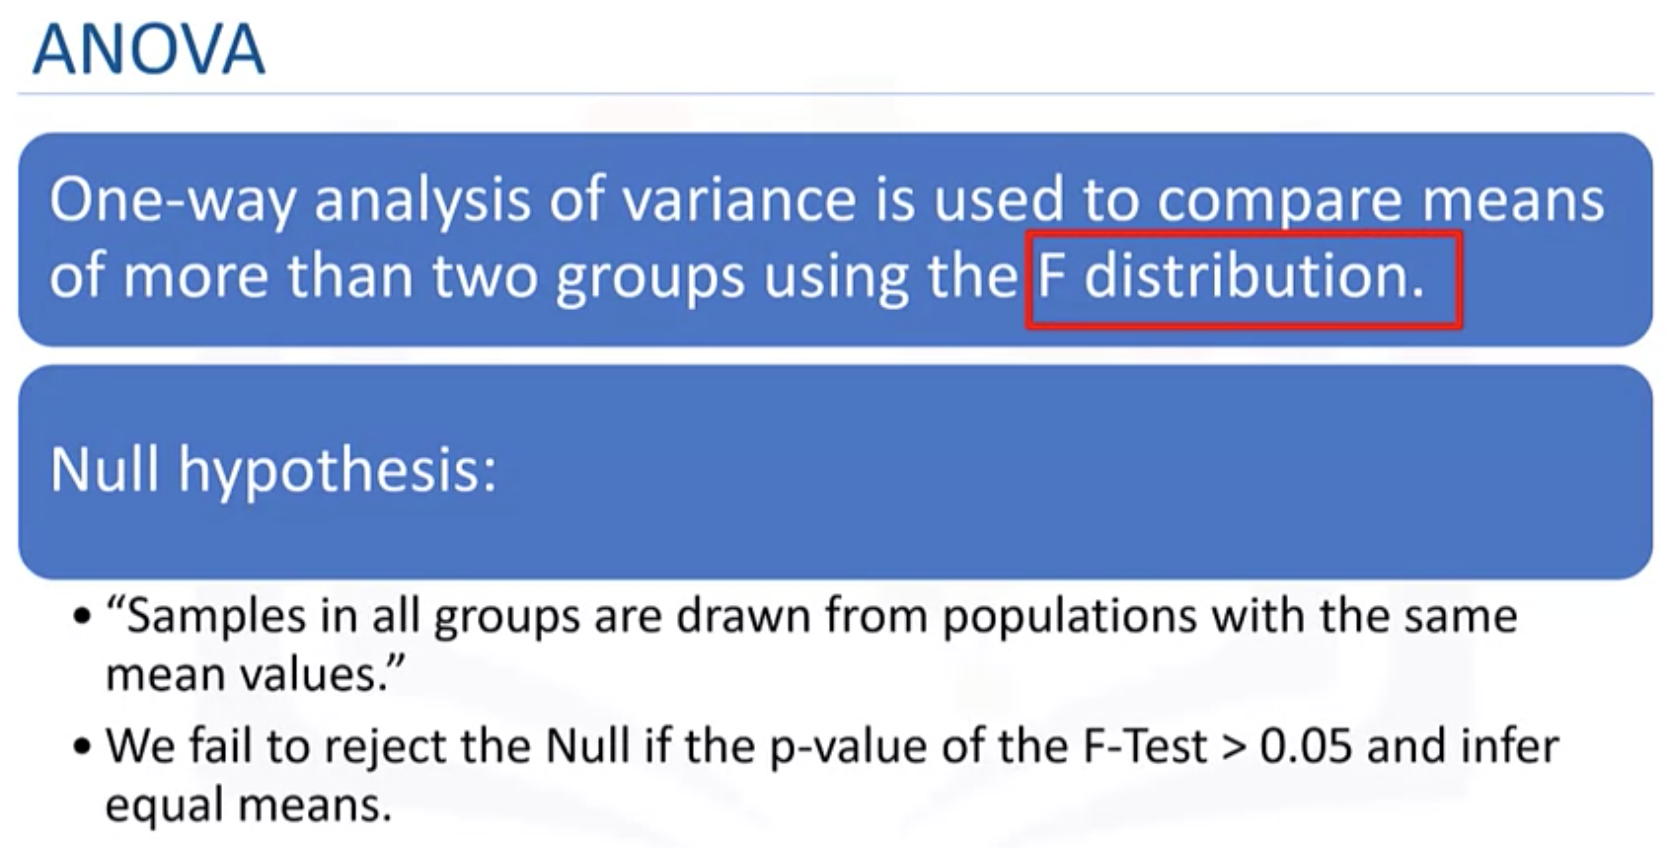 ANOVA
One-way analysis of variance is used to compare means
of more than two groups using the F distribution.
Null hypothesis:
• “Samples in all groups are drawn from populations with the same
mean values.”
• We fail to reject the Null if the p-value of the F-Test > 0.05 and infer
equal means.